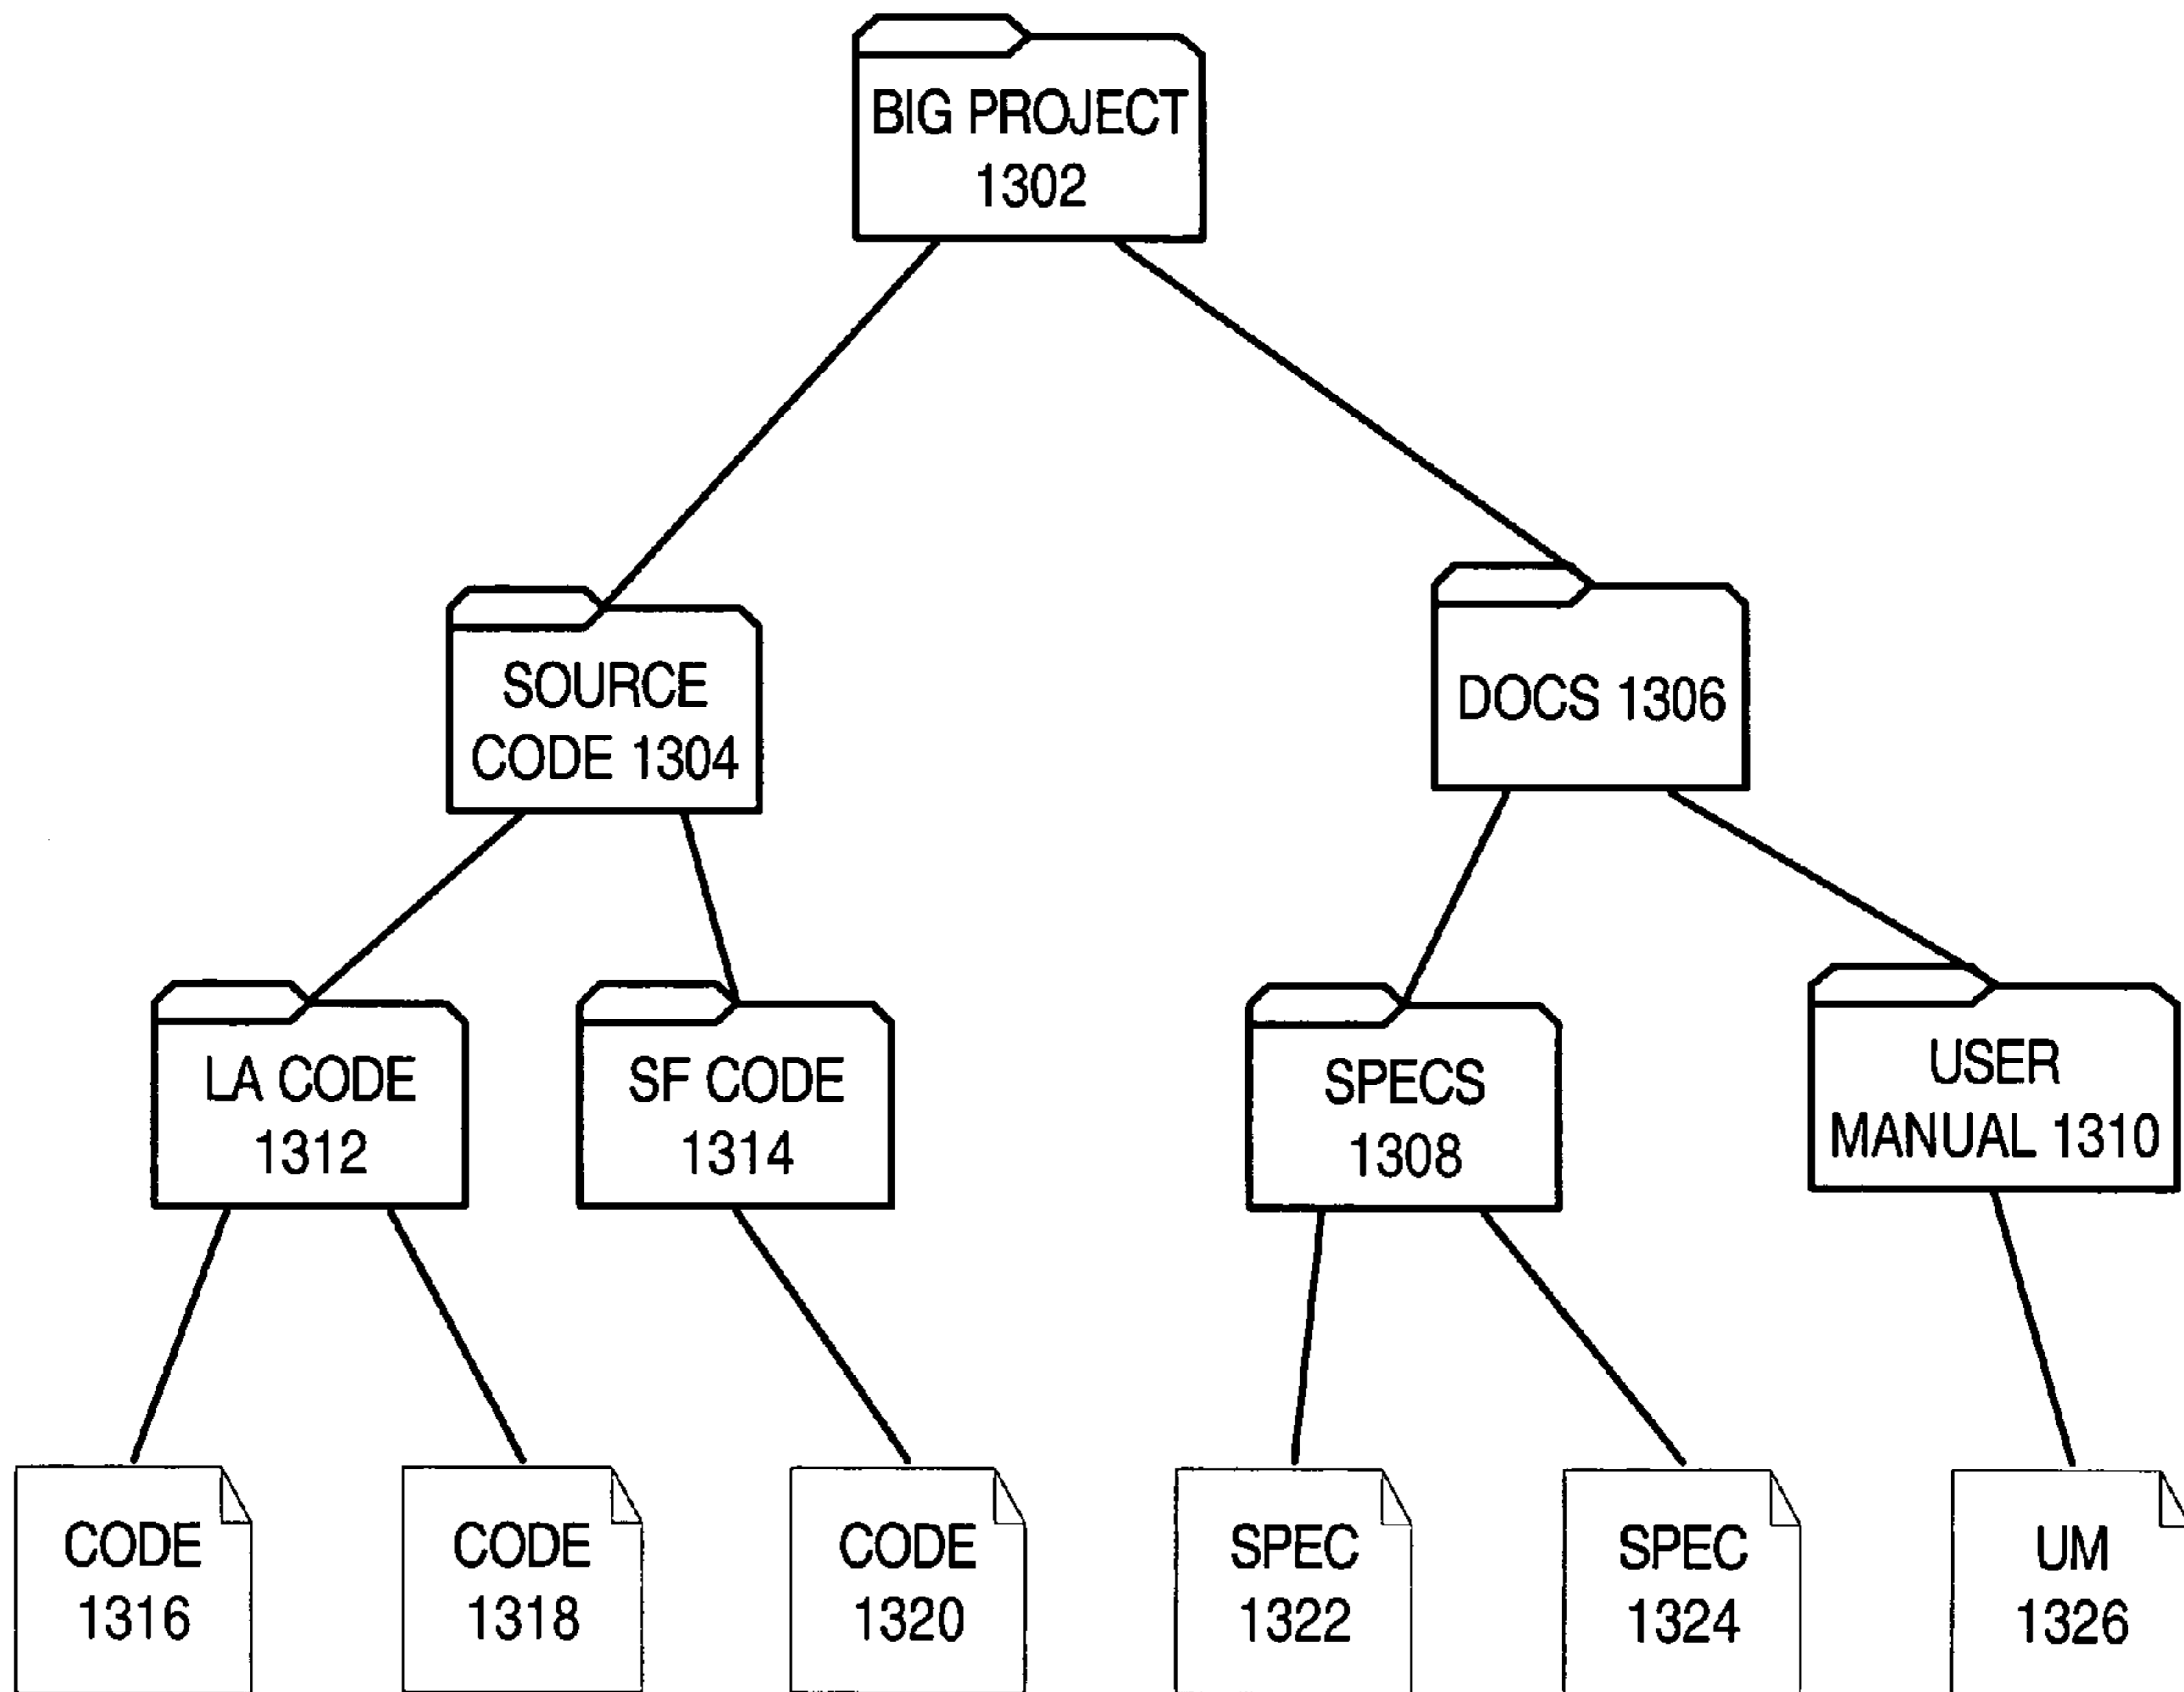 BIG PROJECT
1302
SOURCE
CODE 1304
DOCS 1306
LA CODE
1312
SF CODE
1314
SPECS
1308
USER
MANUAL 1310
CODE
1316
CODE
1318
CODE
1320
SPEC
1322
SPEC
1324
UM
1326